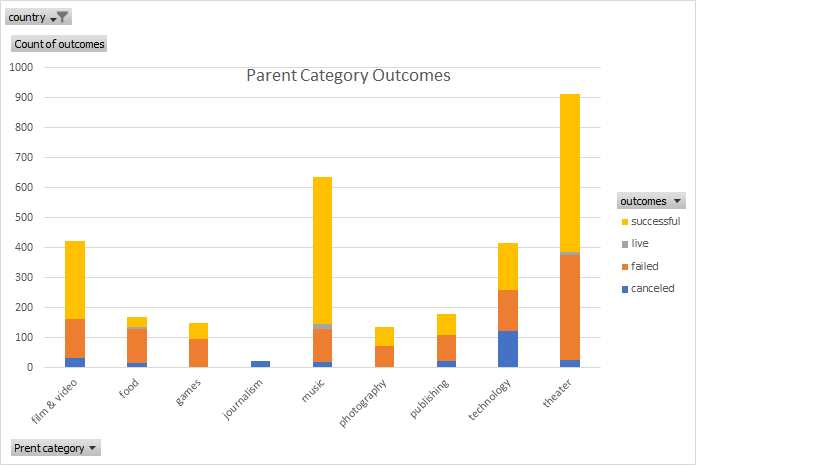 country
Count of outcomes
Parent Category Outcomes
1000
900
800
700
600
500
400
300
200
100
0
film & video
food
games
journalism
music
photography
publishing
technology
theater
outcomes
successful
live
failed
canceled
Prent category